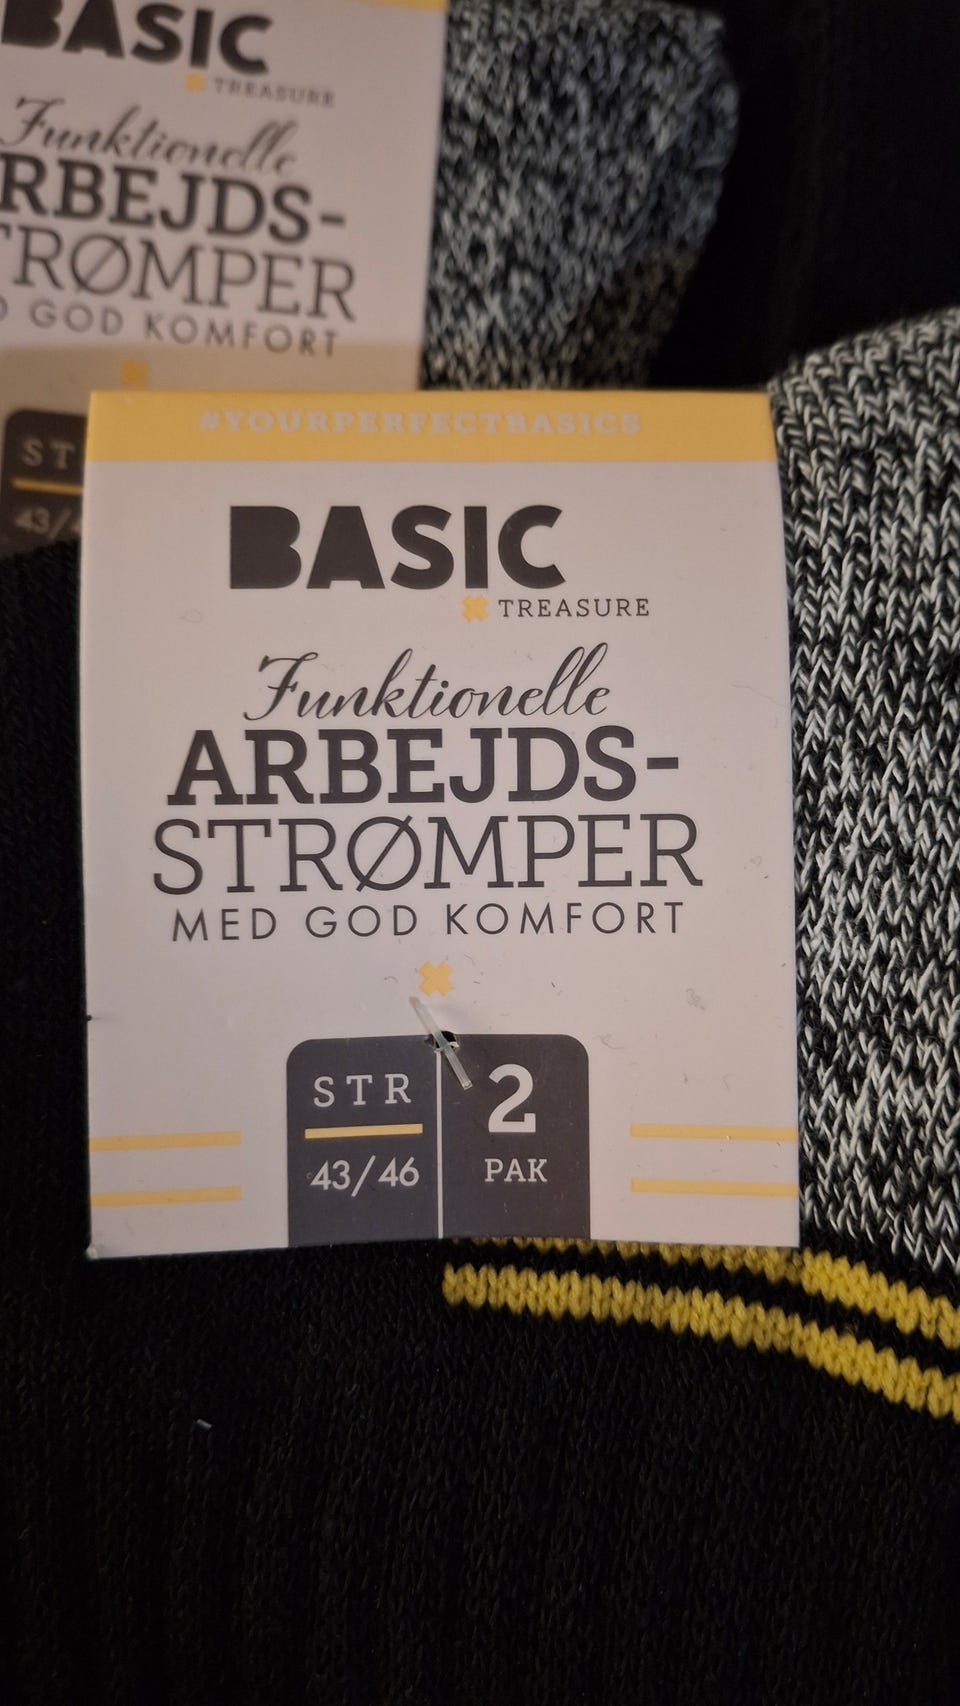 BASIC
TREASURE
Funktionelle
RBEJDS-
TRØMPER
GOD KOMFORT
STR
43/4
#YOURPERFECTBASICS
BASIC
TREASURE
Funktionelle
ARBEJDS-
STRØMPER
MED GOD KOMFORT
STR
43/46
2
PAK